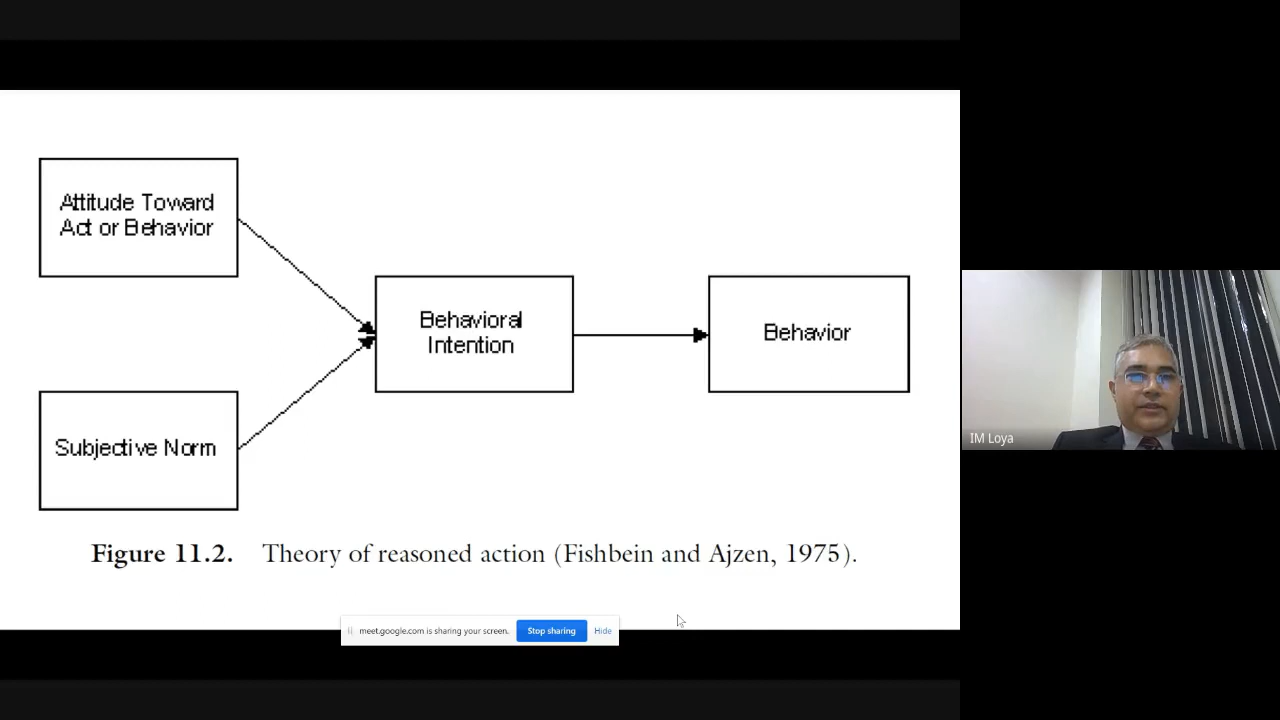 Attitude Toward
Act or Behavior
Behavioral
Intention
Behavior
Subjective Norm
Figure 11.2. Theory of reasoned action (Fishbein and Ajzen, 1975).
meet.google.com is sharing your screen. Stop sharing Hide
IM Loya